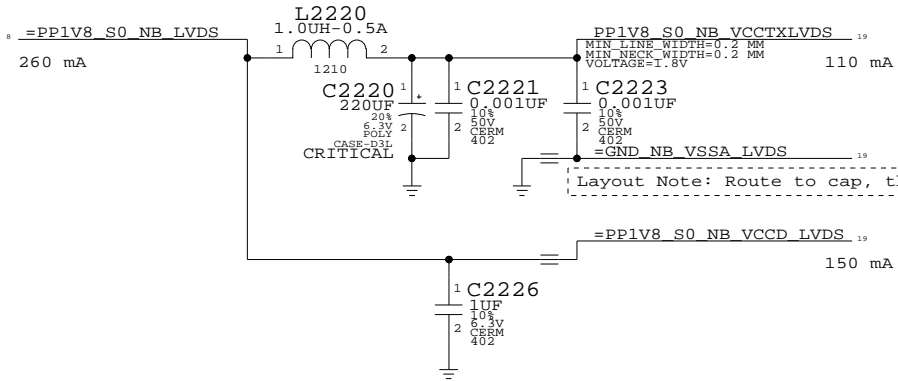 L2220
1.0UH-0.5A
1 2
1210
8 =PP1V8_S0_NB_LVDS
260 mA
PP1V8_S0_NB_VCCTXLVDS 19
MIN_LINE_WIDTH=0.2 MM
MIN_NECK_WIDTH=0.2 MM
VOLTAGE=1.8V
110 mA
C2220
220UF
20%
6.3V
POLY
CASE-D3L
CRITICAL
1
+
2
C2221
0.001UF
10%
50V
CERM
402
1
2
C2223
0.001UF
10%
50V
CERM
402
1
2
=GND_NB_VSSA_LVDS 19
Layout Note: Route to cap, t
=PP1V8_S0_NB_VCCD_LVDS 19
150 mA
C2226
1UF
10%
6.3V
CERM
402
1
2